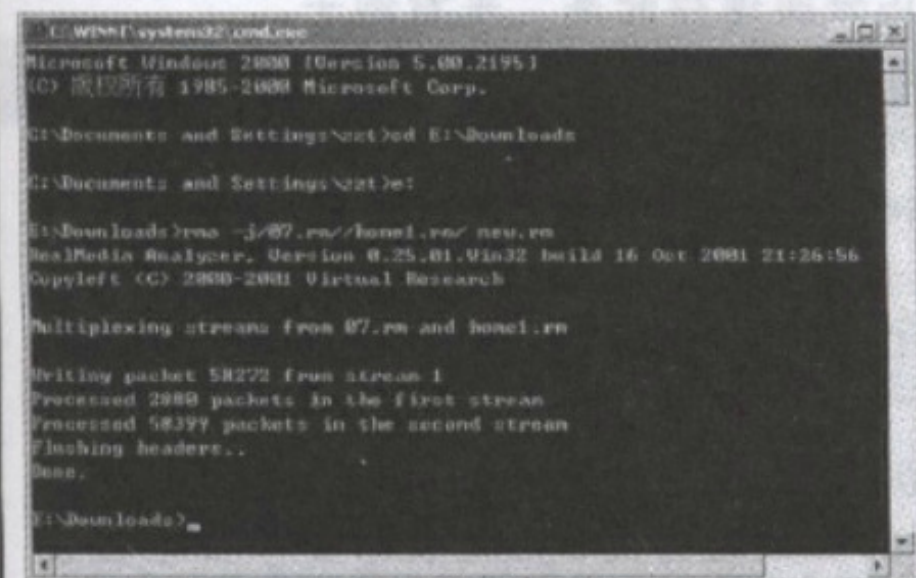 C:\WINNT\system32\cmd.exe
Microsoft Windows 2000 [Version 5.00.2195]
(C) 版权所有 1985-2000 Microsoft Corp.
C:\Documents and Settings\zzt>cd E:\Downloads
C:\Documents and Settings\zzt>e:
E:\Downloads>rma -j/07.rm//home1.rm/ new.rm
RealMedia Analyzer, Version 0.25.01.Win32 build 16 Oct 2001 21:26:56
Copyleft (C) 2000-2001 Virtual Research
Multiplexing streams from 07.rm and home1.rm
Writing packet 58272 from stream 1
Processed 2000 packets in the first stream
Processed 58399 packets in the second stream
Flushing headers..
Done.
E:\Downloads>